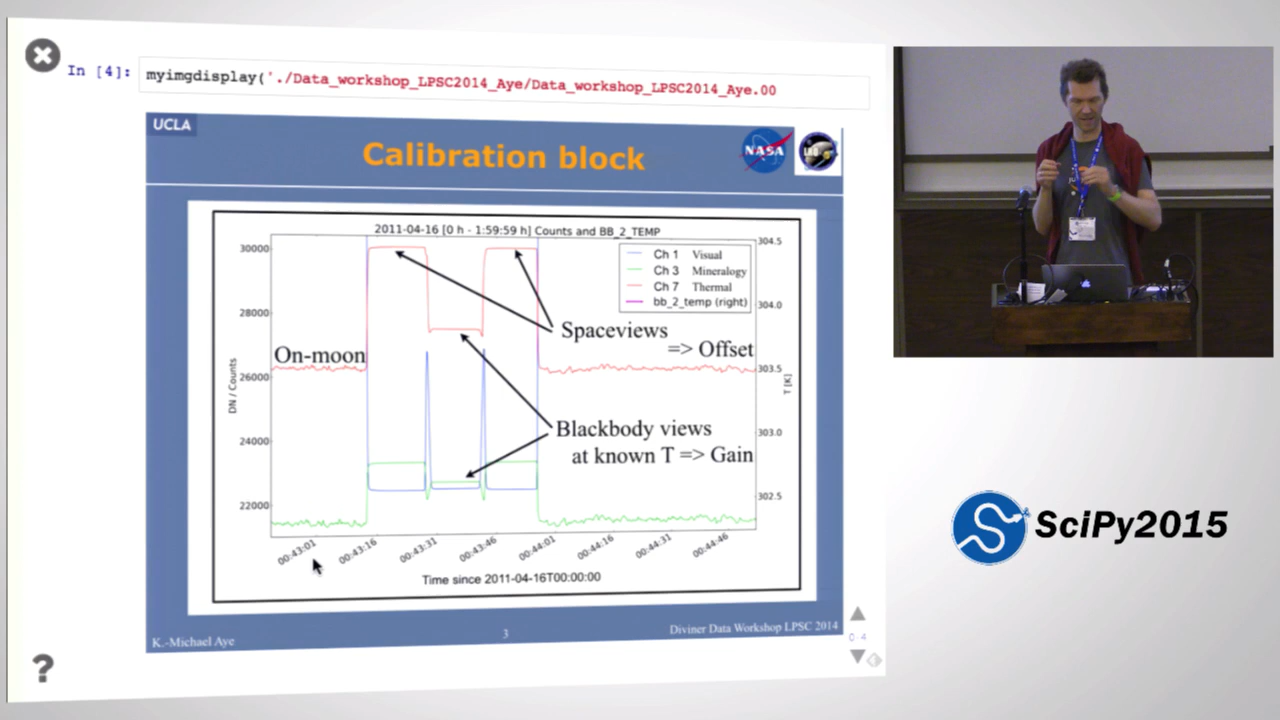 In [4]: myimgdisplay('./Data_workshop_LPSC2014_Aye/Data_workshop_LPSC2014_Aye.00
UCLA
Calibration block
NASA
2011-04-16 [0 h - 1:59:59 h] Counts and BB_2_TEMP
30000
28000
26000
24000
22000
DN / Counts
304.5
304.0
303.5
303.0
302.5
T [K]
Ch 1 Visual
Ch 3 Mineralogy
Ch 7 Thermal
bb_2_temp (right)
Spaceviews
=> Offset
On-moon
Blackbody views
at known T => Gain
00:43:01
00:43:16
00:43:31
00:43:46
00:44:01
00:44:16
00:44:31
00:44:46
Time since 2011-04-16T00:00:00
K.-Michael Aye
3
Diviner Data Workshop LPSC 2014
0-4
?
SciPy2015